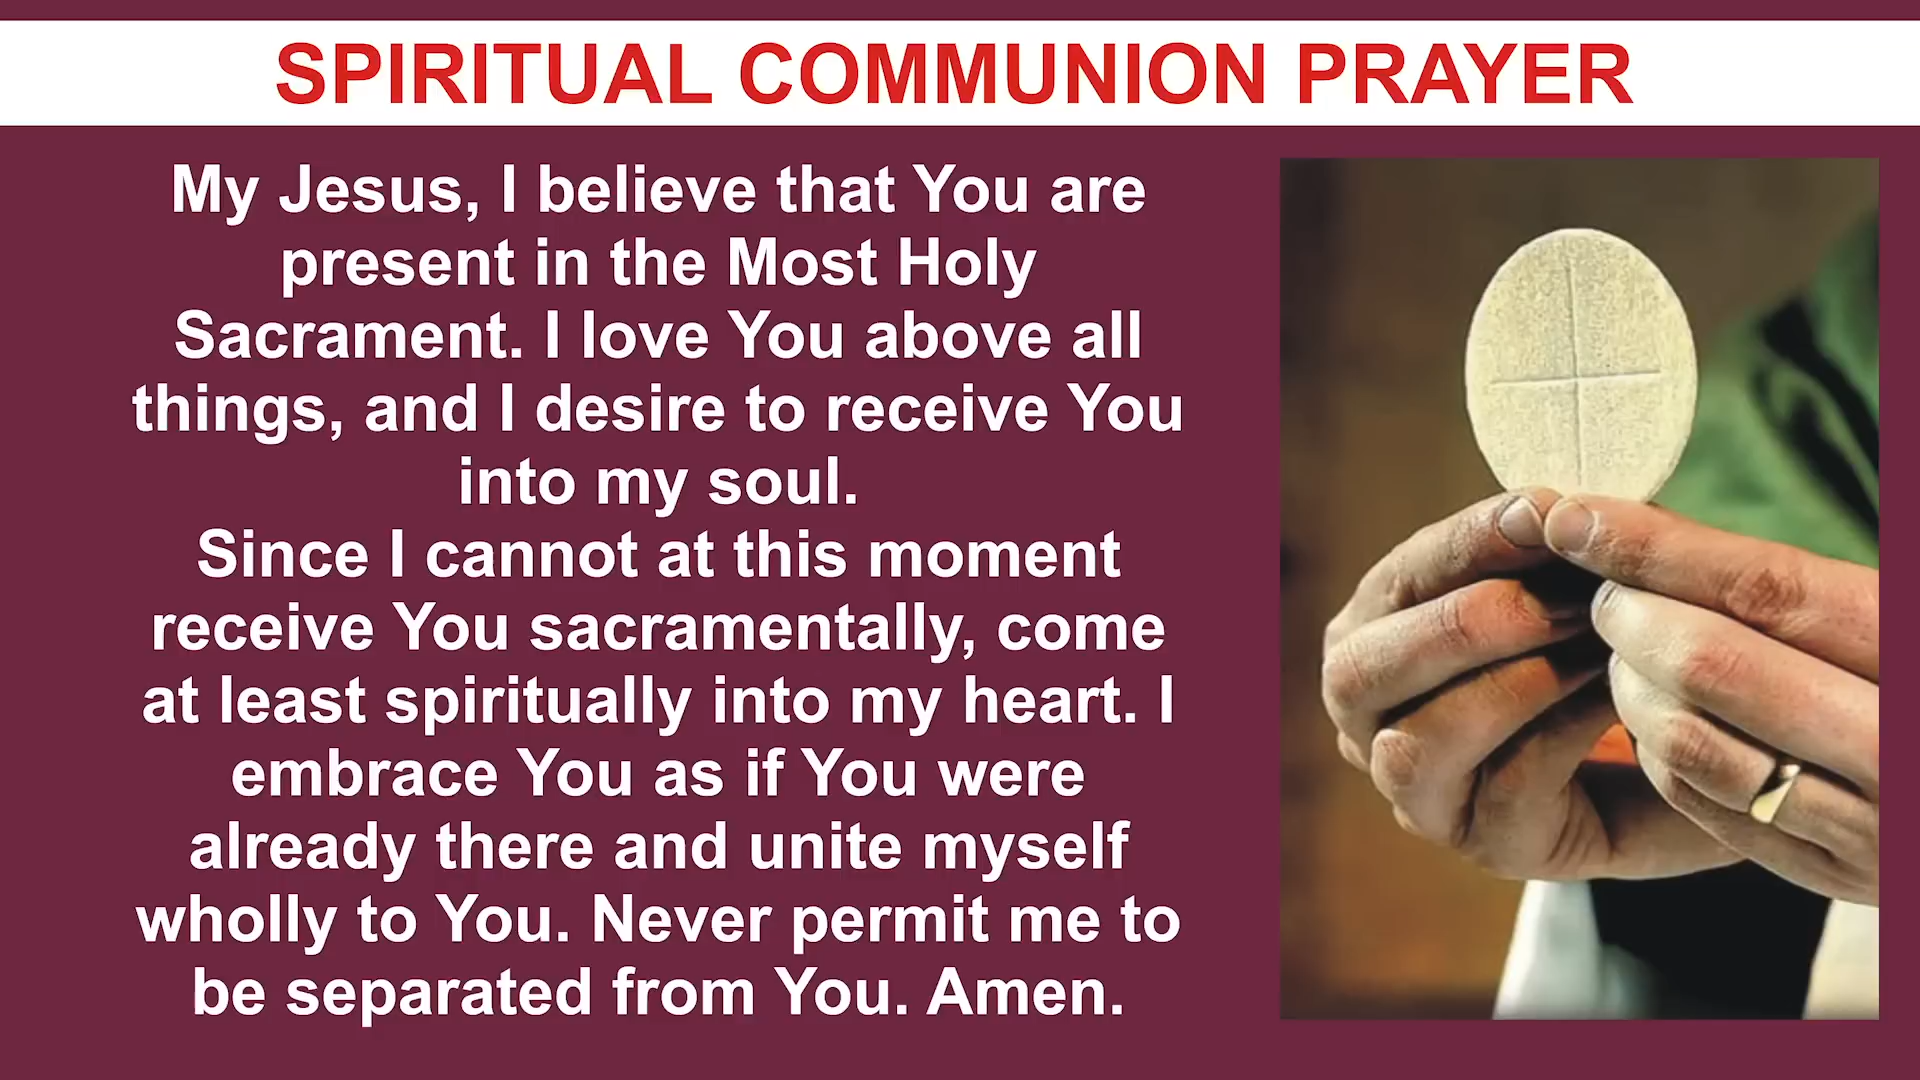 SPIRITUAL COMMUNION PRAYER
My Jesus, I believe that You are
present in the Most Holy
Sacrament. I love You above all
things, and I desire to receive You
into my soul.
Since I cannot at this moment
receive You sacramentally, come
at least spiritually into my heart. I
embrace You as if You were
already there and unite myself
wholly to You. Never permit me to
be separated from You. Amen.